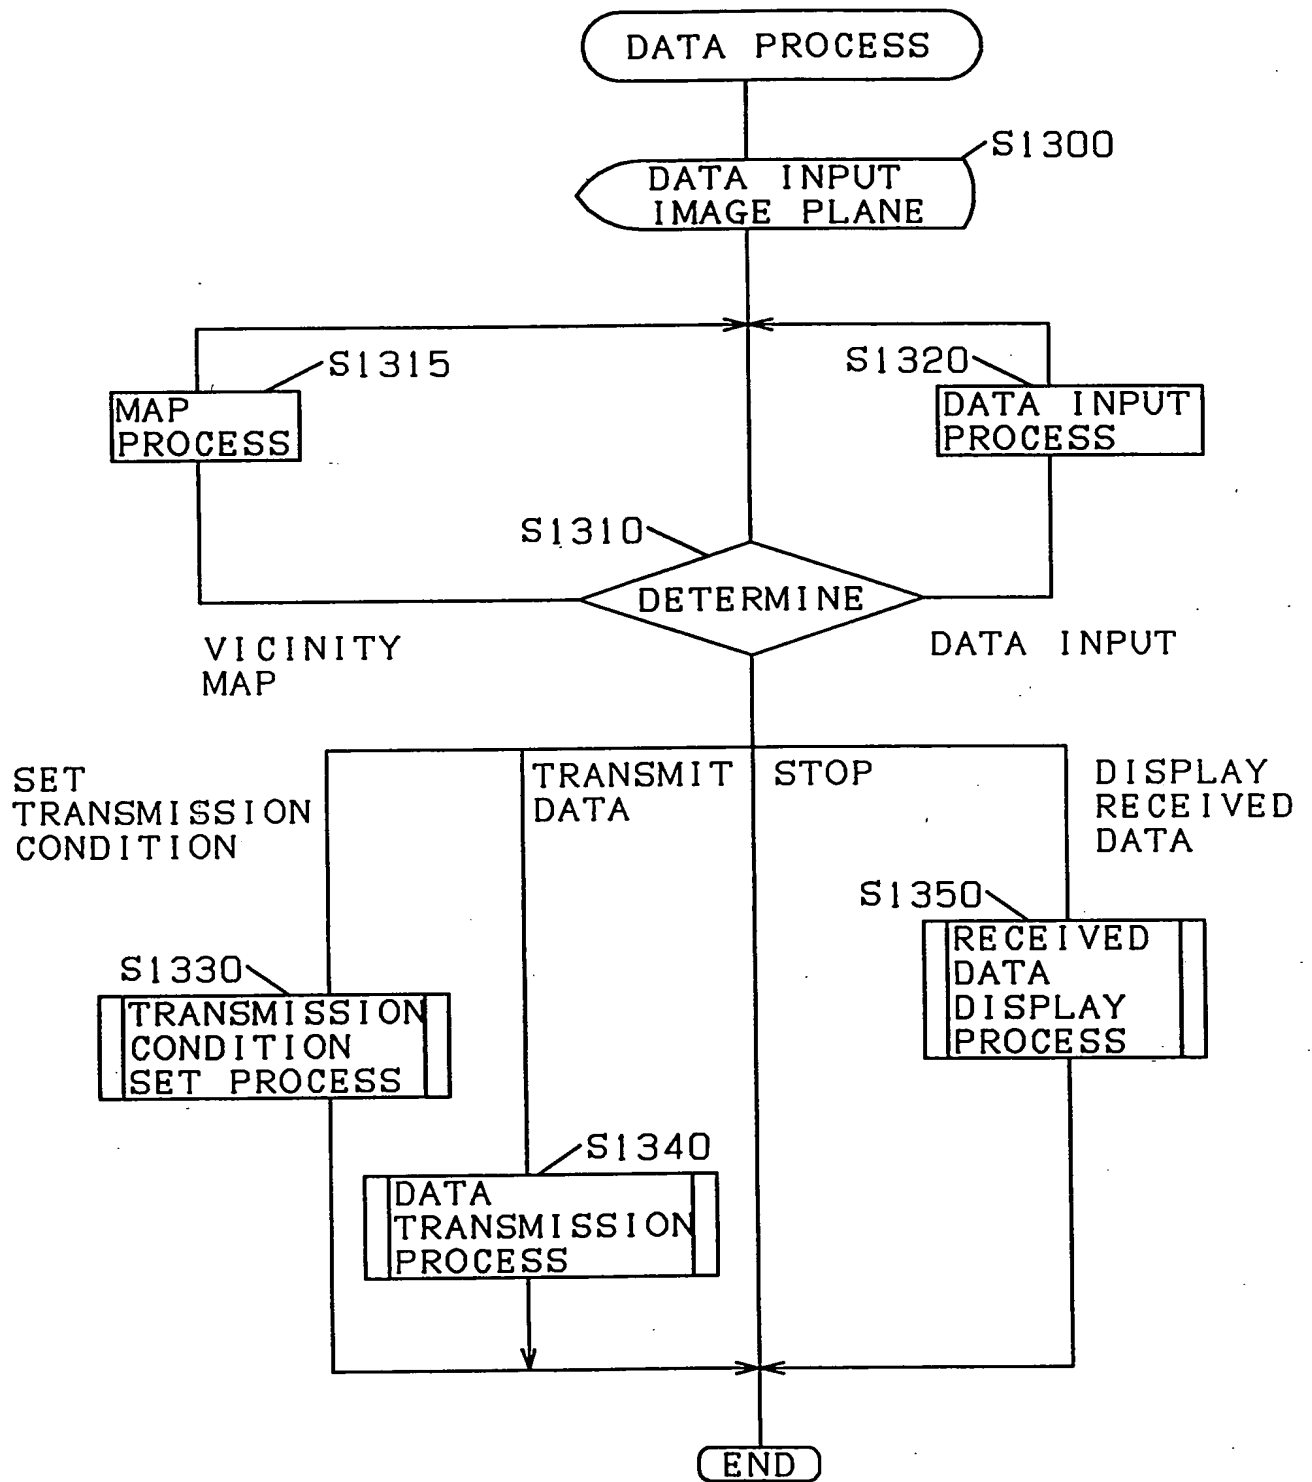 DATA PROCESS
S1300
DATA INPUT
IMAGE PLANE
S1315
S1320
MAP
PROCESS
DATA INPUT
PROCESS
S1310
DETERMINE
VICINITY
MAP
DATA INPUT
SET
TRANSMISSION
CONDITION
TRANSMIT
DATA
STOP
DISPLAY
RECEIVED
DATA
S1350
RECEIVED
DATA
DISPLAY
PROCESS
S1330
TRANSMISSION
CONDITION
SET PROCESS
S1340
DATA
TRANSMISSION
PROCESS
END